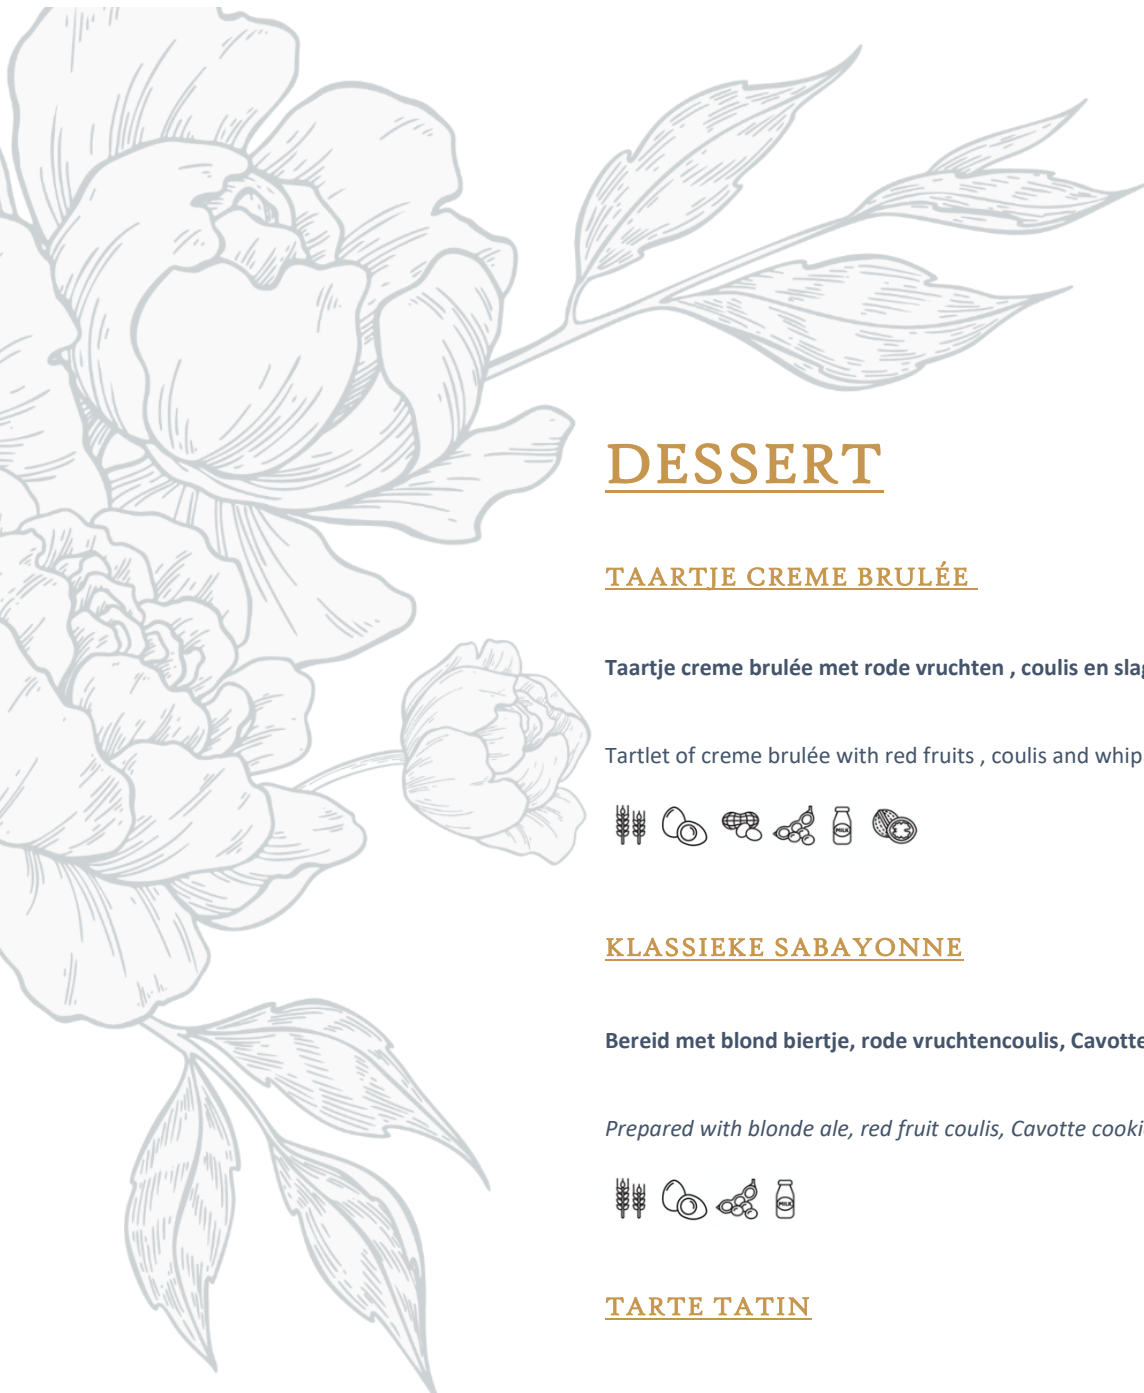 DESSERT
TAARTJE CREME BRULÉE
Taartje creme brulée met rode vruchten , coulis en
Tartlet of creme brulée with red fruits , coulis and whip
MILK
KLASSIEKE SABAYONNE
Bereid met blond biertje, rode vruchtencoulis, Cavotte
Prepared with blonde ale, red fruit coulis, Cavotte
MILK
TARTE TATIN